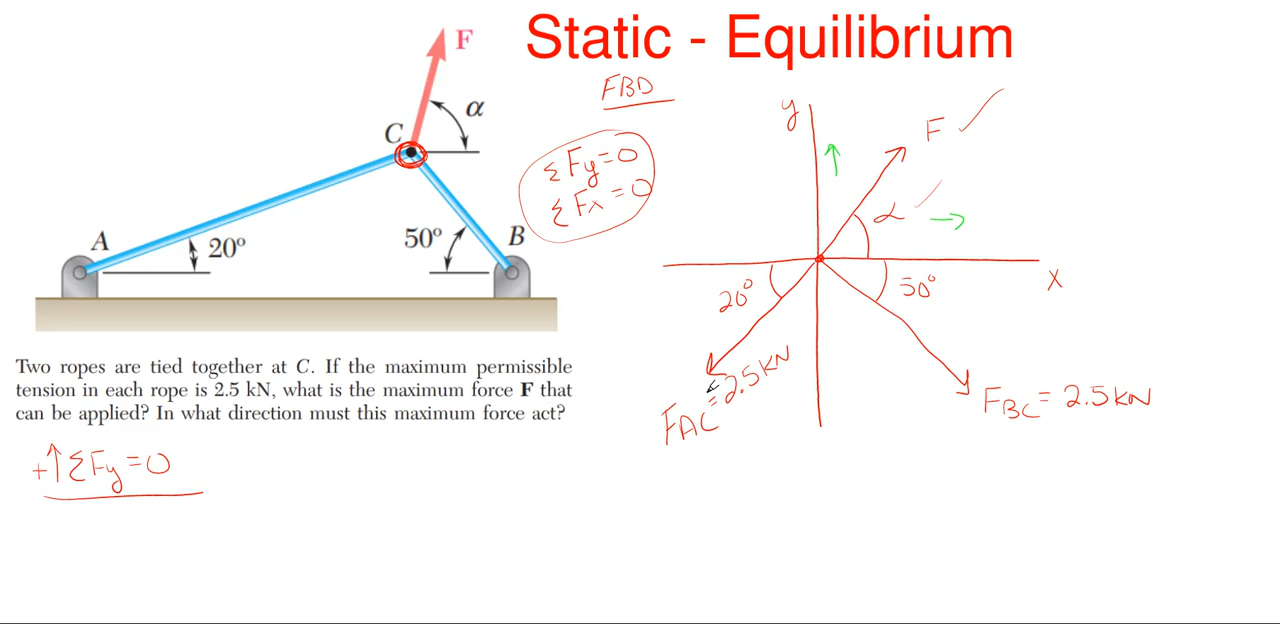 Static - Equilibrium
F
α
C
A
20°
50°
B
Two ropes are tied together at C. If the maximum permissible
tension in each rope is 2.5 kN, what is the maximum force F that
can be applied? In what direction must this maximum force act?
+↑ΣFy=0
FBD
ΣFy=0
ΣFx=0
y
F
α
x
20°
50°
FAC=2.5KN
FBC=2.5KN